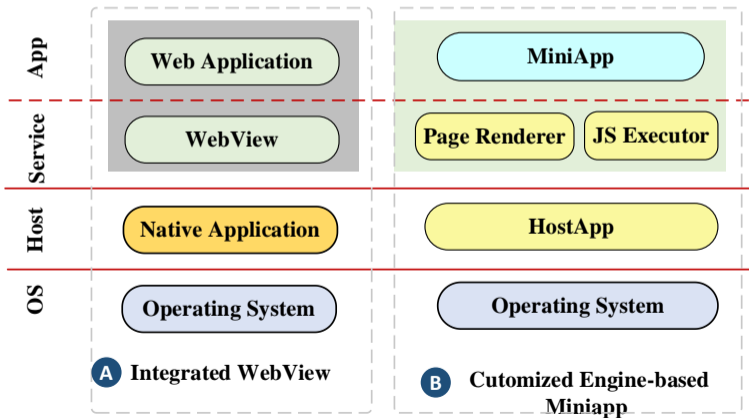 App
Web Application
MiniApp
Service
WebView
Page Renderer
JS Executor
Host
Native Application
HostApp
OS
Operating System
Operating System
A Integrated WebView
B Cutomized Engine-based
Miniapp